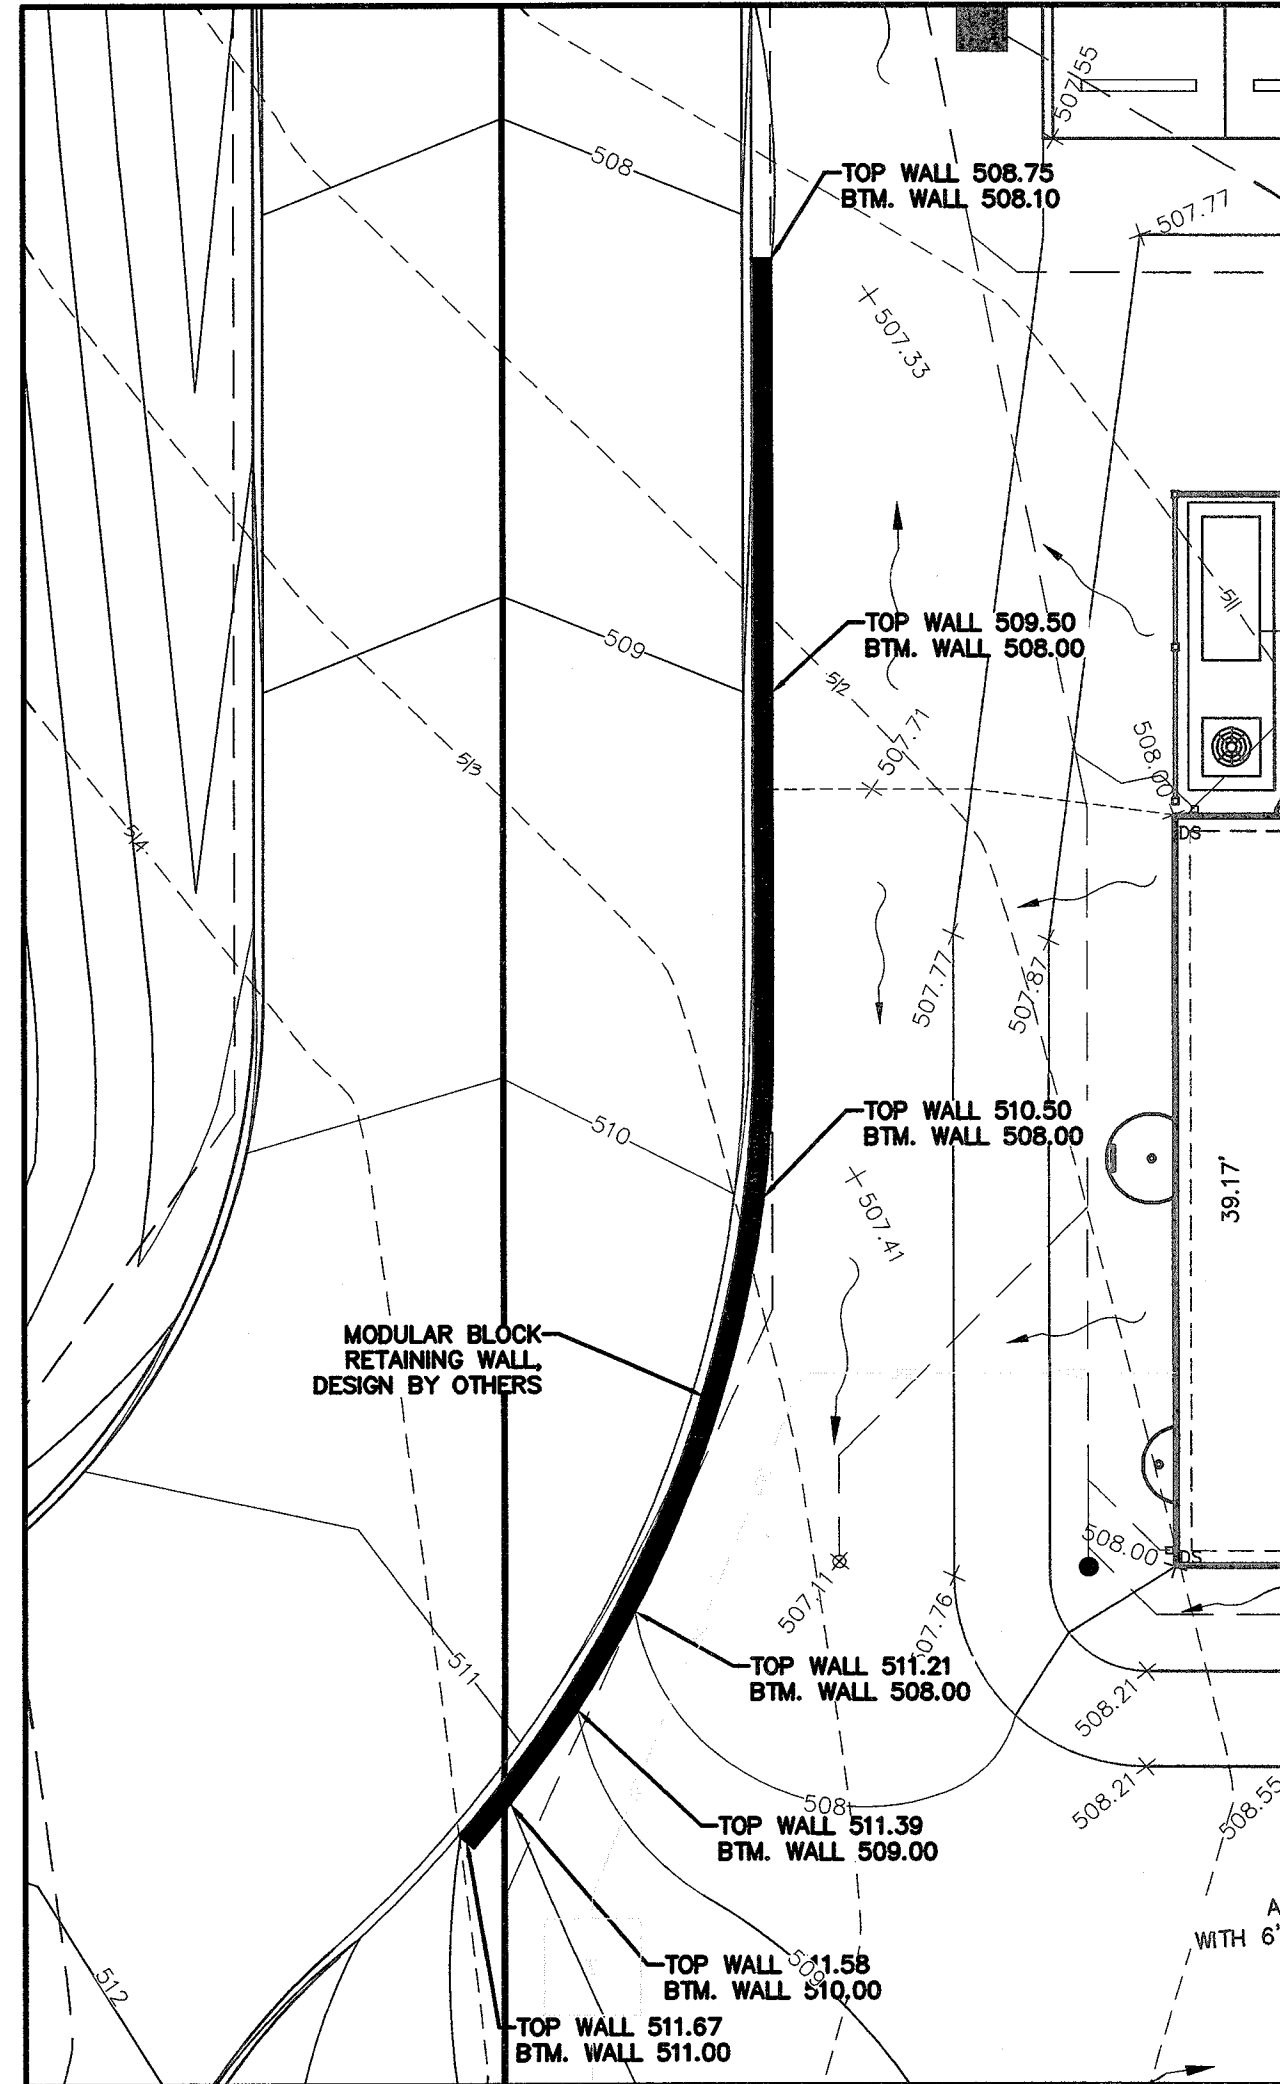 507.55
508
TOP WALL 508.75
BTM. WALL 508.10
507.77
507.33
511
TOP WALL 509.50
BTM. WALL 508.00
509
512
507.71
508.00
513
514
DS
507.77
507.87
TOP WALL 510.50
BTM. WALL 508.00
510
39.17'
507.41
MODULAR BLOCK
RETAINING WALL,
DESIGN BY OTHERS
508.00
DS
507.11
07.76
511
TOP WALL 511.21
BTM. WALL 508.00
508.21
508
508.21
508.55
TOP WALL 511.39
BTM. WALL 509.00
A
WITH 6'
509
TOP WALL 11.58
BTM. WALL 510.00
512
TOP WALL 511.67
BTM. WALL 511.00